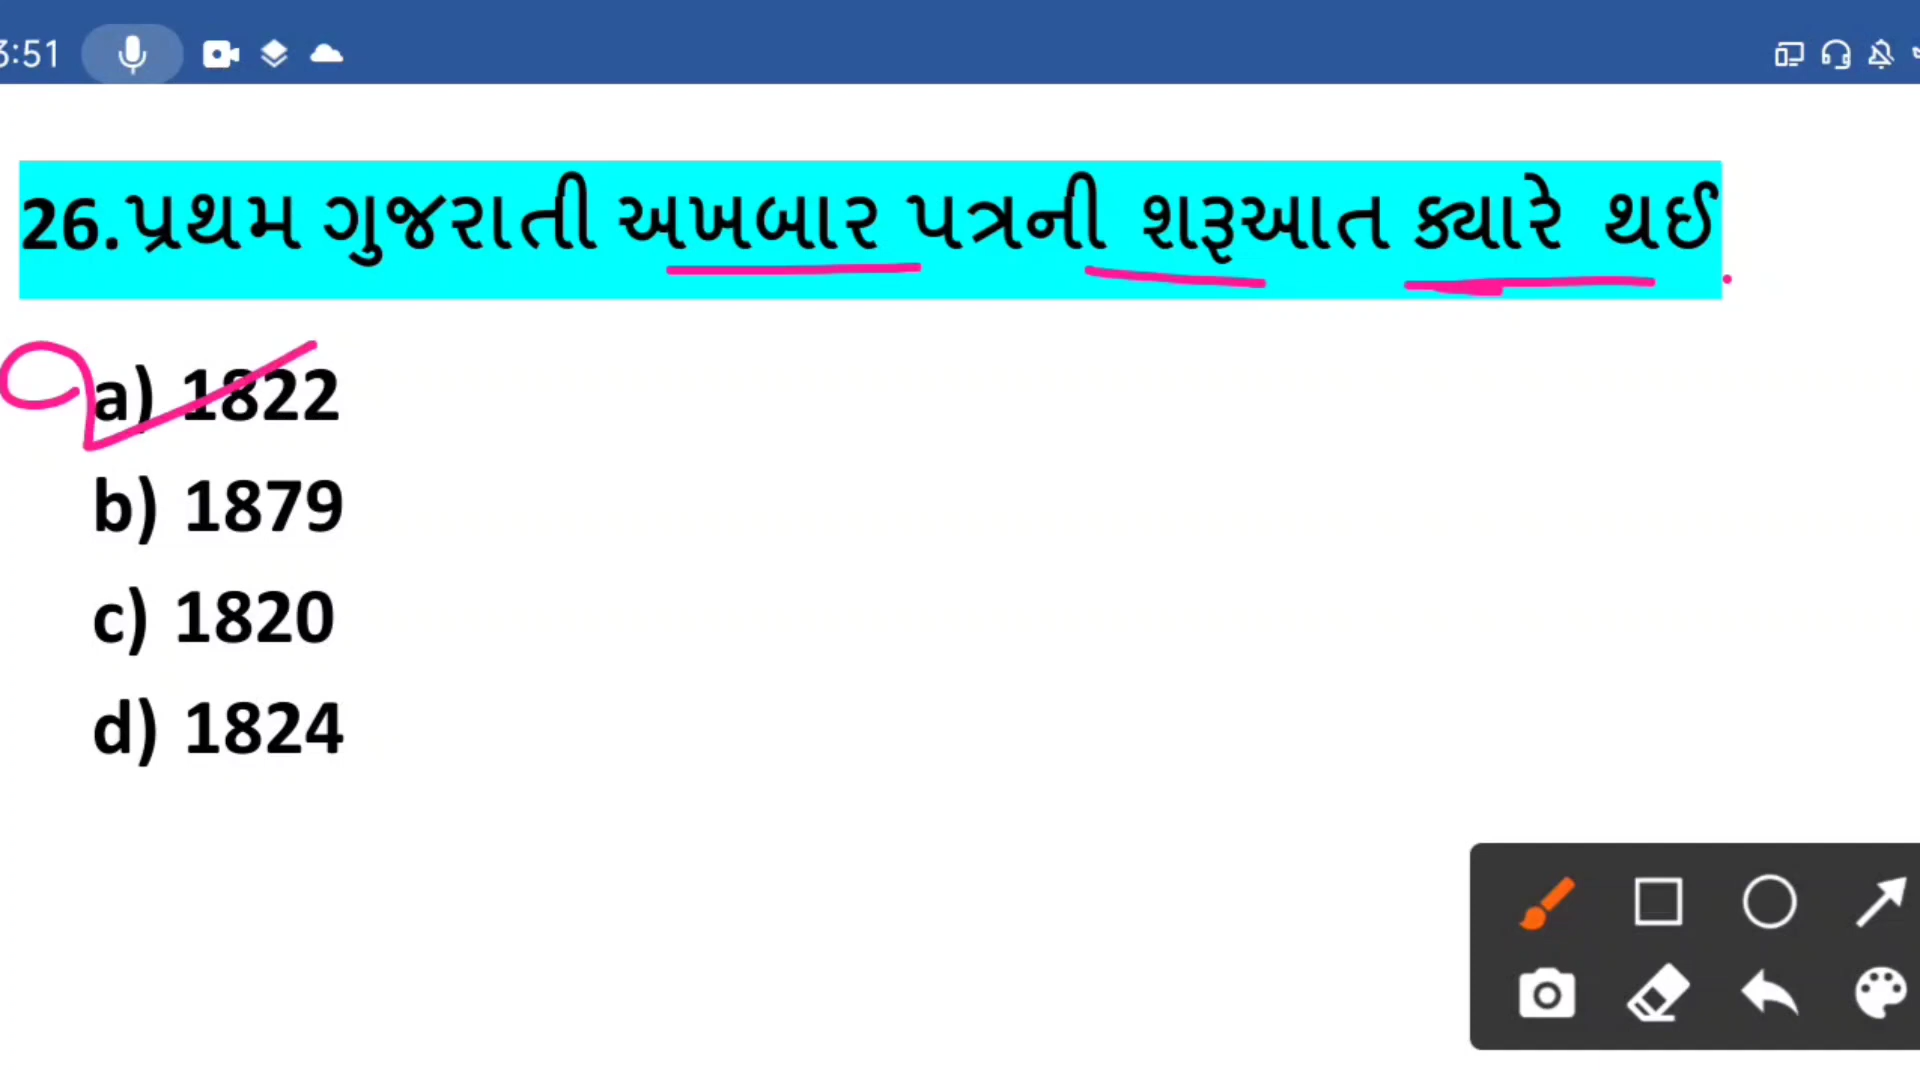 3:51
26.પ્રથમ ગુજરાતી અખબાર પત્રની શરૂઆત ક્યારે થઈ
a) 1822
b) 1879
c) 1820
d) 1824